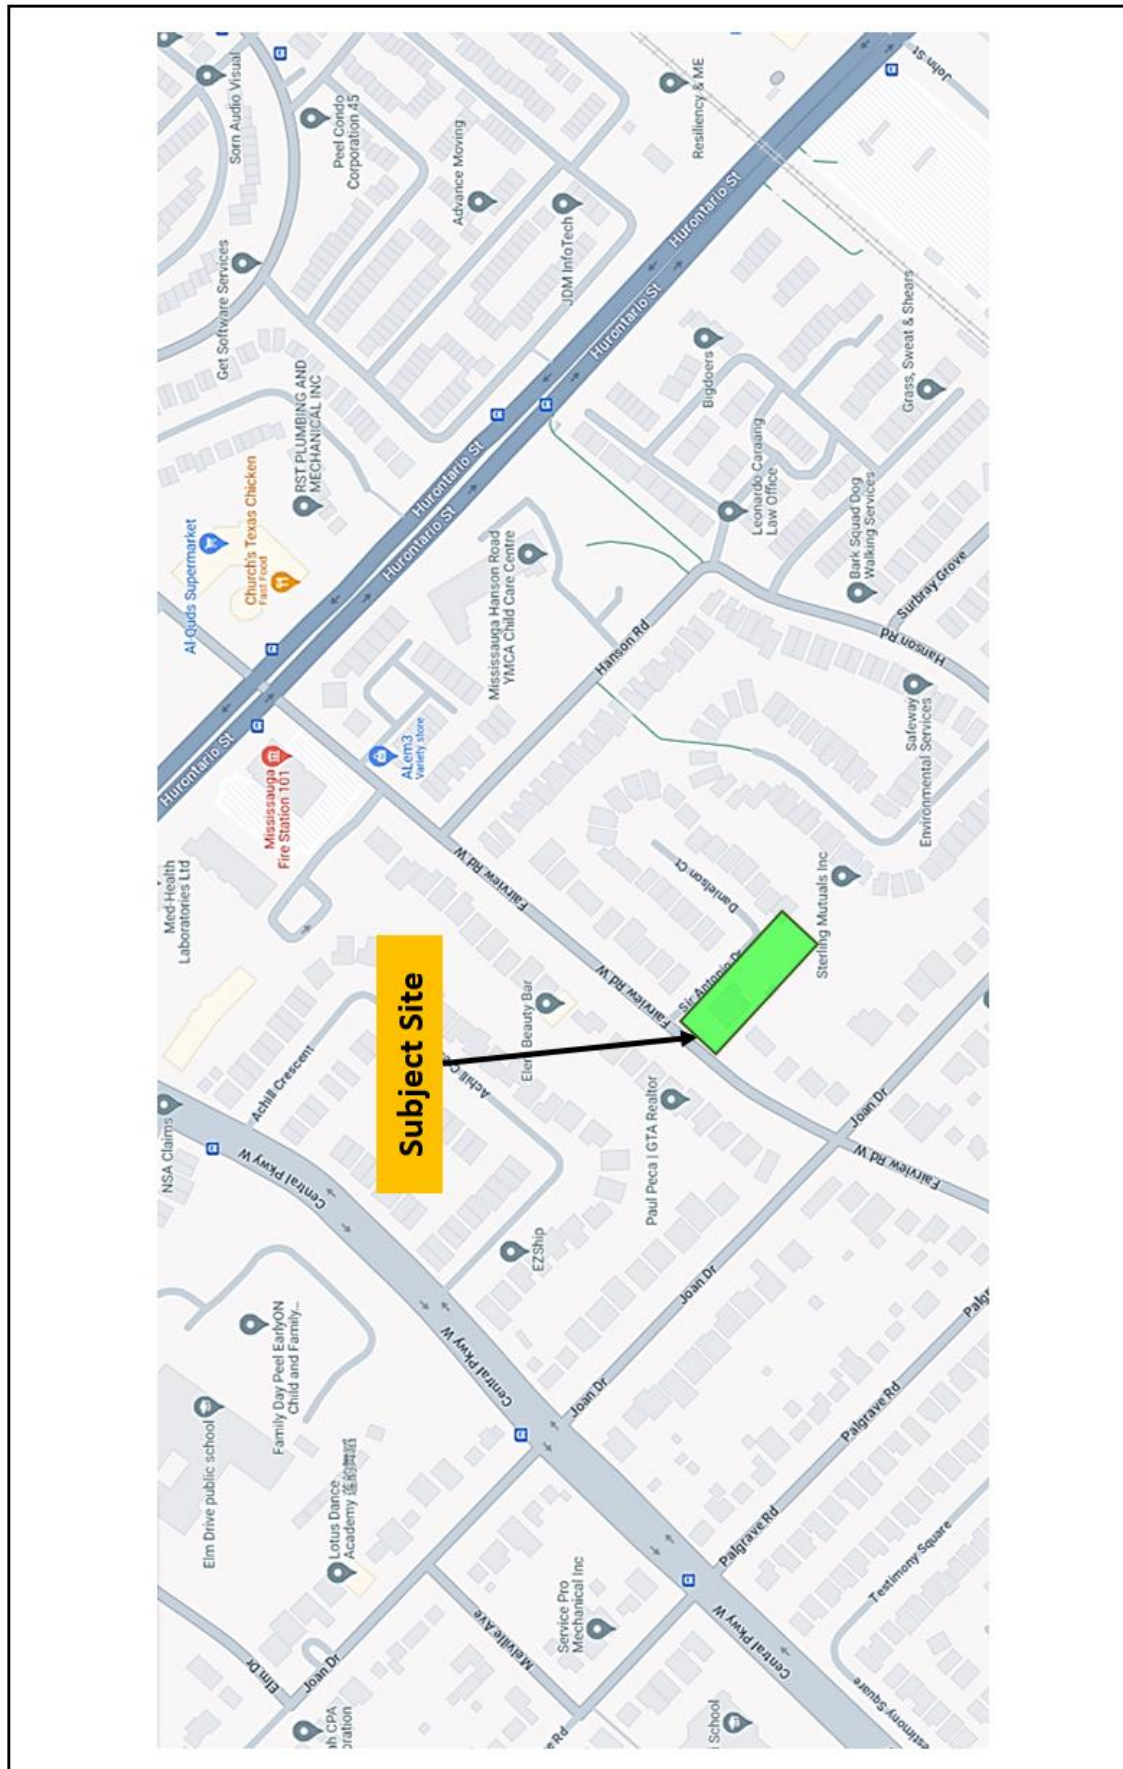 Sorn Audio Visual
Peel Condo
Corporation 45
Advance Moving
Resiliency & ME
John St
Get Software Services
JDM InfoTech
Hurontario St
Hurontario St
RST PLUMBING AND
MECHANICAL INC
Bigdoers
Grass, Sweat & Shears
Hurontario St
Hurontario St
Al-Quds Supermarket
Church's Texas Chicken
Fast Food
Leonardo Caraang
Law Office
Mississauga Hanson Road
YMCA Child Care Centre
Bark Squad Dog
Walking Services
Surbray Grove
Hanson Rd
Hanson Rd
Hurontario St
Mississauga
Fire Station 101
ALem3
Variety store
Safeway
Environmental Services
Med-Health
Laboratories Ltd
Fairview Rd W
Danielson Ct
Sterling Mutuals Inc
Subject Site
Fairview Rd W
Sir Antonio Dr
Achill Crescent
Achill
Beauty Bar
NSA Claims
Central Pkwy W
Paul Peca | GTA Realtor
Joan Dr
Fairview Rd W
EZShip
Joan Dr
Family Day Peel EarlyON
Child and Family...
Central Pkwy W
Elm Drive public school
Joan Dr
Palgrave Rd
Lotus Dance
Academy
Palgrave Rd
Testimony Square
Service Pro
Mechanical Inc
Melville Ave
Central Pkwy W
Elm Dr
Joan Dr
School